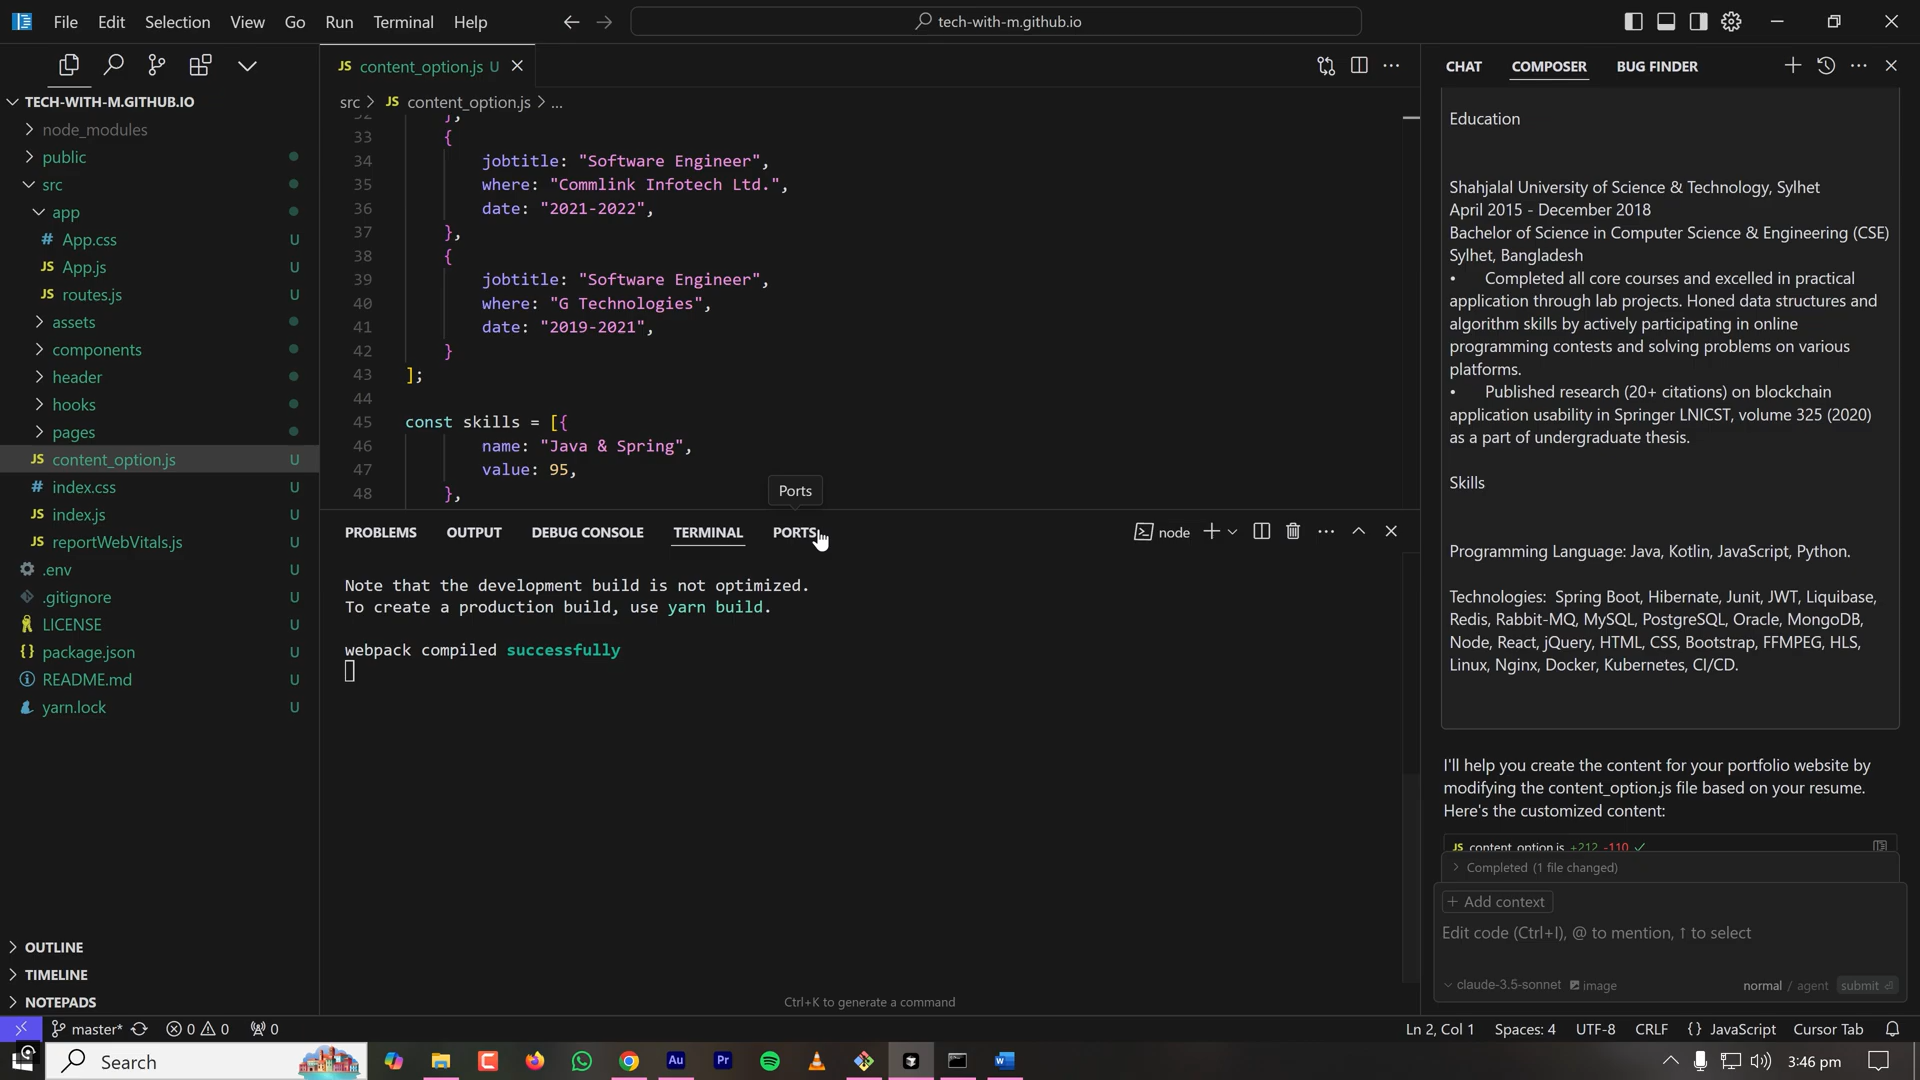 File Edit Selection View Go Run Terminal Help
tech-with-m.github.io
TECH-WITH-M.GITHUB.IO
node_modules
public
src
app
# App.css U
JS App.js U
JS routes.js U
assets
components
header
hooks
pages
JS content_option.js U
# index.css U
JS index.js U
JS reportWebVitals.js U
.env U
.gitignore U
LICENSE U
{} package.json U
README.md U
yarn.lock U
OUTLINE
TIMELINE
NOTEPADS
JS content_option.js U
src > JS content_option.js > ...
32 },
33 {
34 jobtitle: "Software Engineer",
35 where: "Commlink Infotech Ltd.",
36 date: "2021-2022",
37 },
38 {
39 jobtitle: "Software Engineer",
40 where: "G Technologies",
41 date: "2019-2021",
42 }
43 ];
44
45 const skills = [{
46 name: "Java & Spring",
47 value: 95,
48 },
Ports
PROBLEMS OUTPUT DEBUG CONSOLE TERMINAL PORTS
node
Note that the development build is not optimized.
To create a production build, use yarn build.
webpack compiled successfully
Ctrl+K to generate a command
CHAT COMPOSER BUG FINDER
Education
Shahjalal University of Science & Technology, Sylhet
April 2015 - December 2018
Bachelor of Science in Computer Science & Engineering (CSE)
Sylhet, Bangladesh
• Completed all core courses and excelled in practical
application through lab projects. Honed data structures and
algorithm skills by actively participating in online
programming contests and solving problems on various
platforms.
• Published research (20+ citations) on blockchain
application usability in Springer LNICST, volume 325 (2020)
as a part of undergraduate thesis.
Skills
Programming Language: Java, Kotlin, JavaScript, Python.
Technologies: Spring Boot, Hibernate, Junit, JWT, Liquibase,
Redis, Rabbit-MQ, MySQL, PostgreSQL, Oracle, MongoDB,
Node, React, jQuery, HTML, CSS, Bootstrap, FFMPEG, HLS,
Linux, Nginx, Docker, Kubernetes, CI/CD.
I'll help you create the content for your portfolio website by
modifying the content_option.js file based on your resume.
Here's the customized content:
JS content_option.js +212 -110
Completed (1 file changed)
+ Add context
Edit code (Ctrl+I), @ to mention, ↑ to select
claude-3.5-sonnet image normal / agent submit
master* 0 0 0
Ln 2, Col 1 Spaces: 4 UTF-8 CRLF {} JavaScript Cursor Tab
Search
Au Pr
3:46 pm